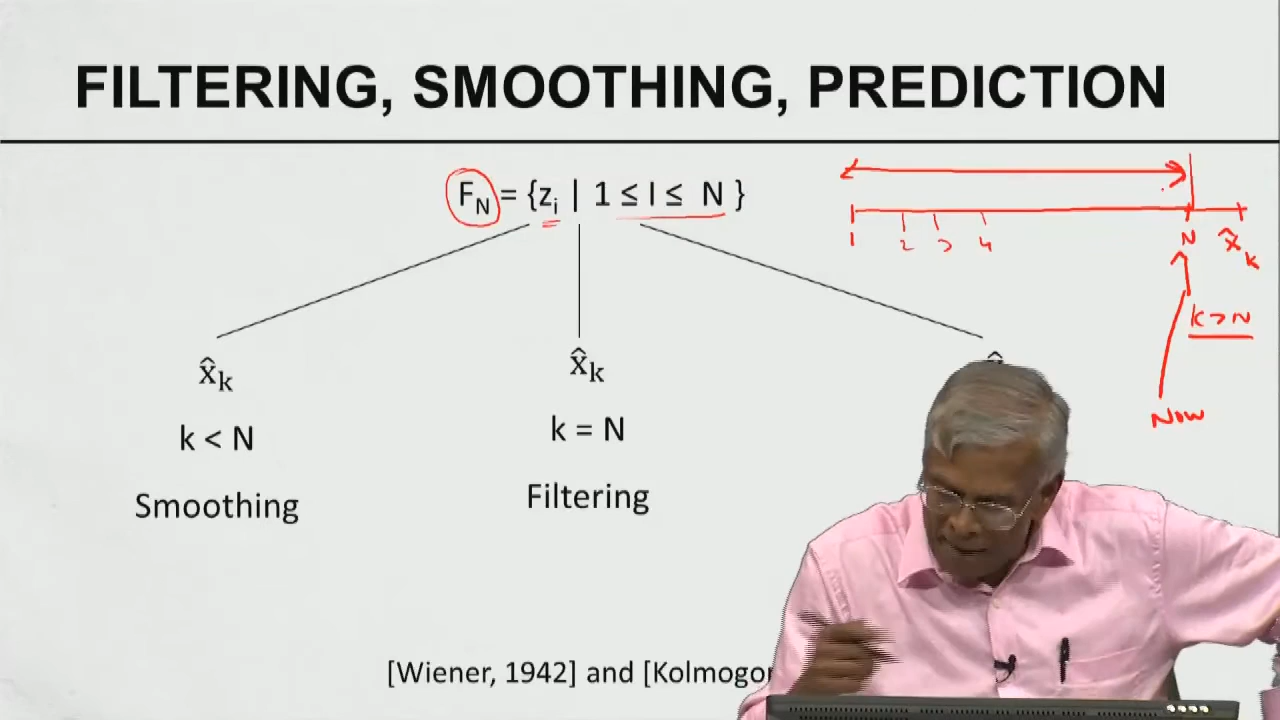 FILTERING, SMOOTHING, PREDICTION
F_N = {z_i | 1 ≤ I ≤ N }
1 2 3 4 N x̂_k
k > N
Now
x̂_k x̂_k
k < N k = N
Smoothing Filtering
[Wiener, 1942] and